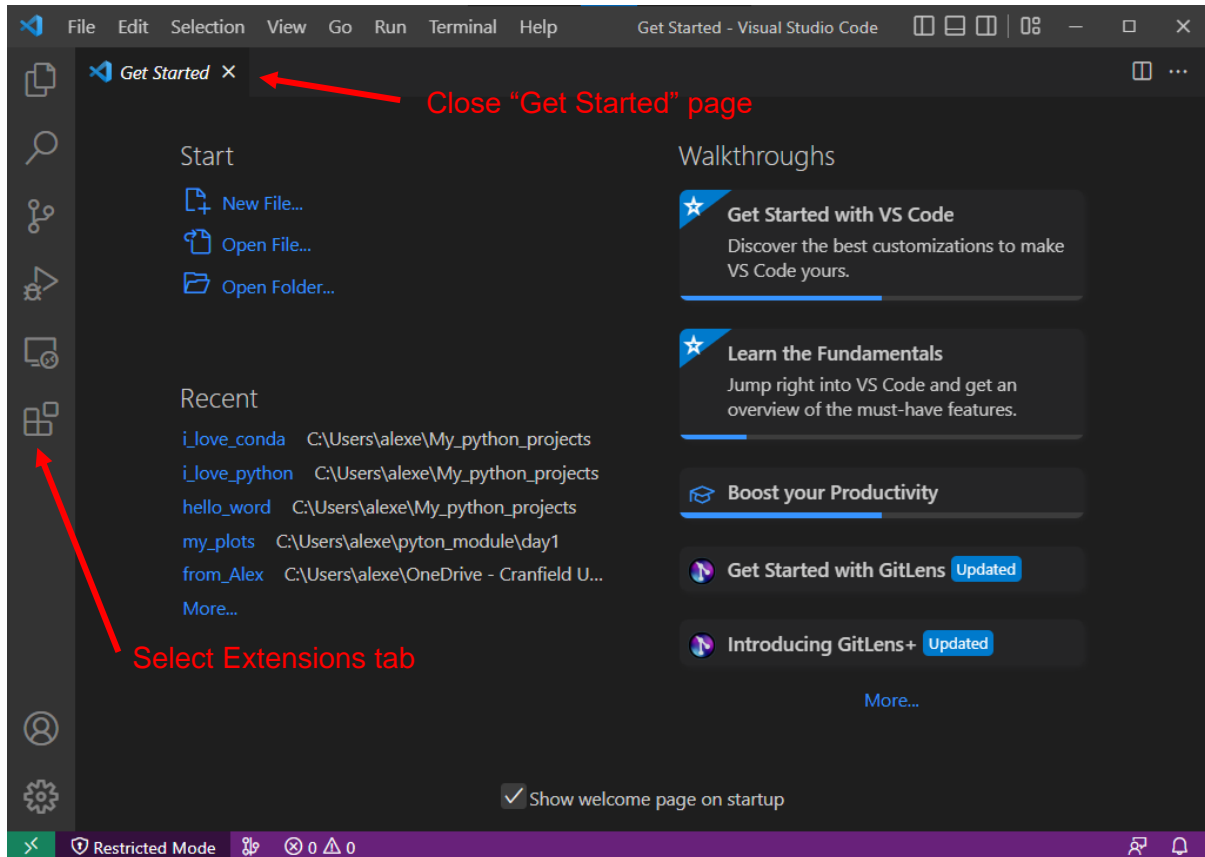 File Edit Selection View Go Run Terminal Help Get Started - Visual Studio Code
Get Started
Close “Get Started” page
Start
New File...
Open File...
Open Folder...
Recent
i_love_conda C:\Users\alexe\My_python_projects
i_love_python C:\Users\alexe\My_python_projects
hello_word C:\Users\alexe\My_python_projects
my_plots C:\Users\alexe\pyton_module\day1
from_Alex C:\Users\alexe\OneDrive - Cranfield U...
More...
Select Extensions tab
Walkthroughs
Get Started with VS Code
Discover the best customizations to make
VS Code yours.
Learn the Fundamentals
Jump right into VS Code and get an
overview of the must-have features.
Boost your Productivity
Get Started with GitLens Updated
Introducing GitLens+ Updated
More...
Show welcome page on startup
Restricted Mode 0 0